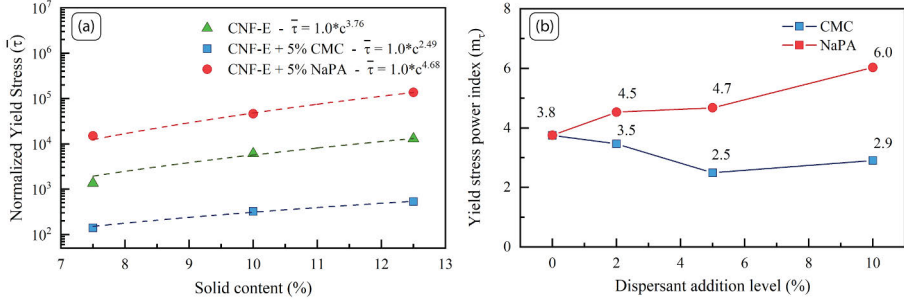 (a)
CNF-E - τ̅ = 1.0*c^3.76
CNF-E + 5% CMC - τ̅ = 1.0*c^2.49
CNF-E + 5% NaPA - τ̅ = 1.0*c^4.68
Normalized Yield Stress (τ̅)
10^7
10^6
10^5
10^4
10^3
10^2
7 8 9 10 11 12 13
Solid content (%)
(b)
CMC
NaPA
Yield stress power index (m_τ)
8
6
4
2
0
3.8
4.5
3.5
4.7
2.5
6.0
2.9
0 2 4 6 8 10
Dispersant addition level (%)